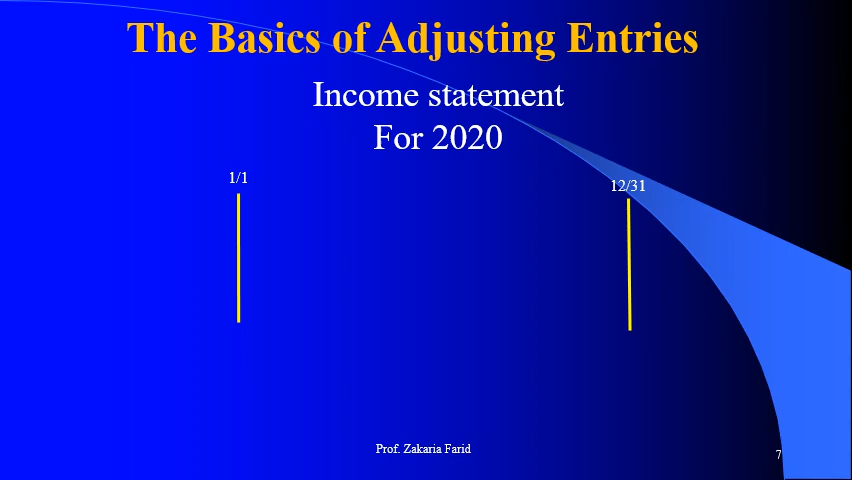 The Basics of Adjusting Entries
Income statement
For 2020
1/1
12/31
Prof. Zakaria Farid
7